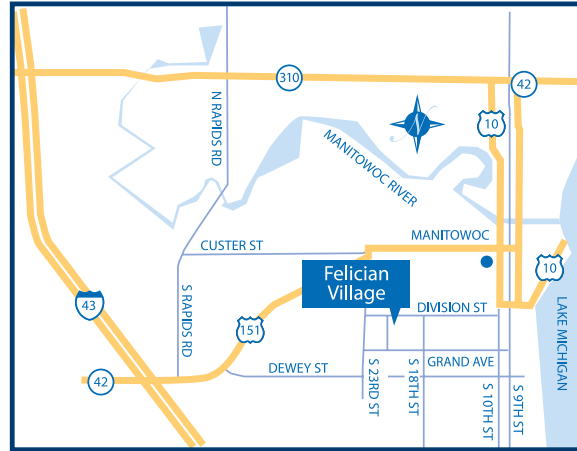 310
42
N RAPIDS RD
10
N
MANITOWOC RIVER
MANITOWOC
CUSTER ST
Felician
Village
10
S RAPIDS RD
43
151
DIVISION ST
LAKE MICHIGAN
GRAND AVE
DEWEY ST
42
S 23RD ST
S 18TH ST
S 10TH ST
S 9TH ST